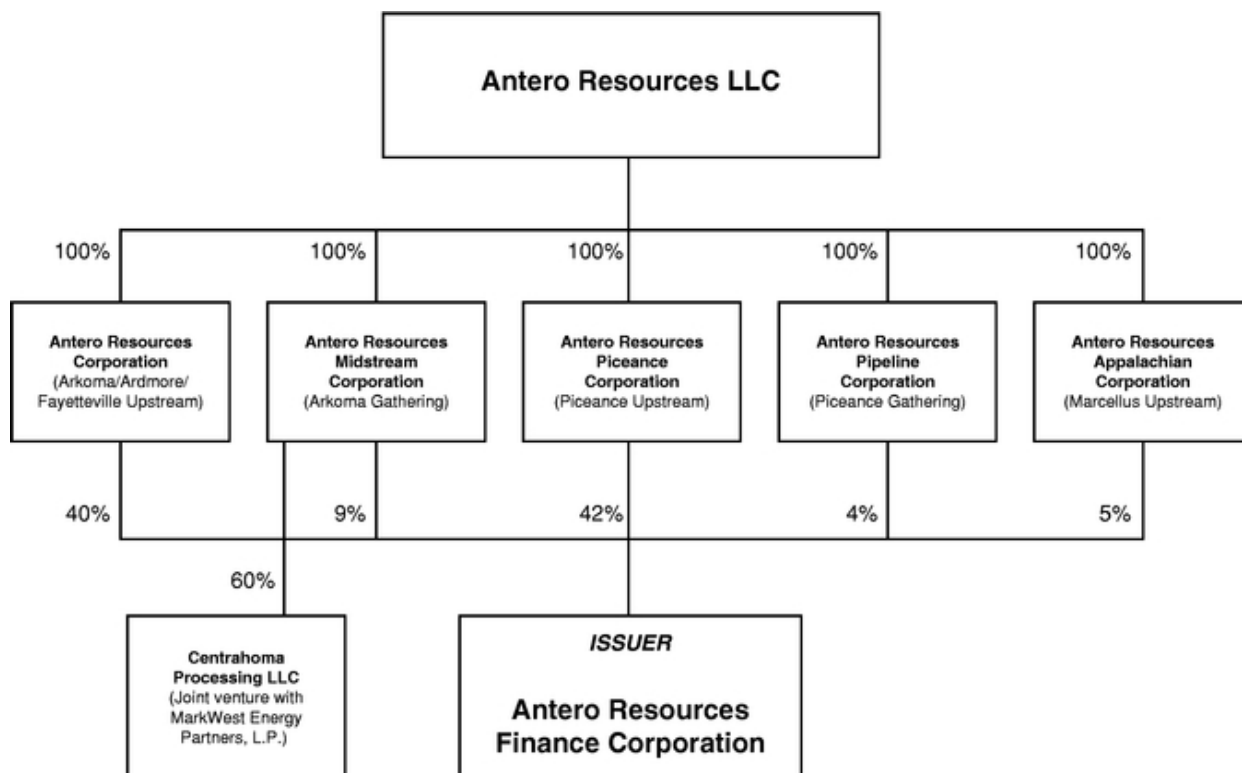 Antero Resources LLC
100%
100%
100%
100%
100%
Antero Resources
Corporation
(Arkoma/Ardmore/
Fayetteville Upstream)
Antero Resources
Midstream
Corporation
(Arkoma Gathering)
Antero Resources
Piceance
Corporation
(Piceance Upstream)
Antero Resources
Pipeline
Corporation
(Piceance Gathering)
Antero Resources
Appalachian
Corporation
(Marcellus Upstream)
40%
9%
42%
4%
5%
60%
Centrahoma
Processing LLC
(Joint venture with
MarkWest Energy
Partners, L.P.)
ISSUER
Antero Resources
Finance Corporation